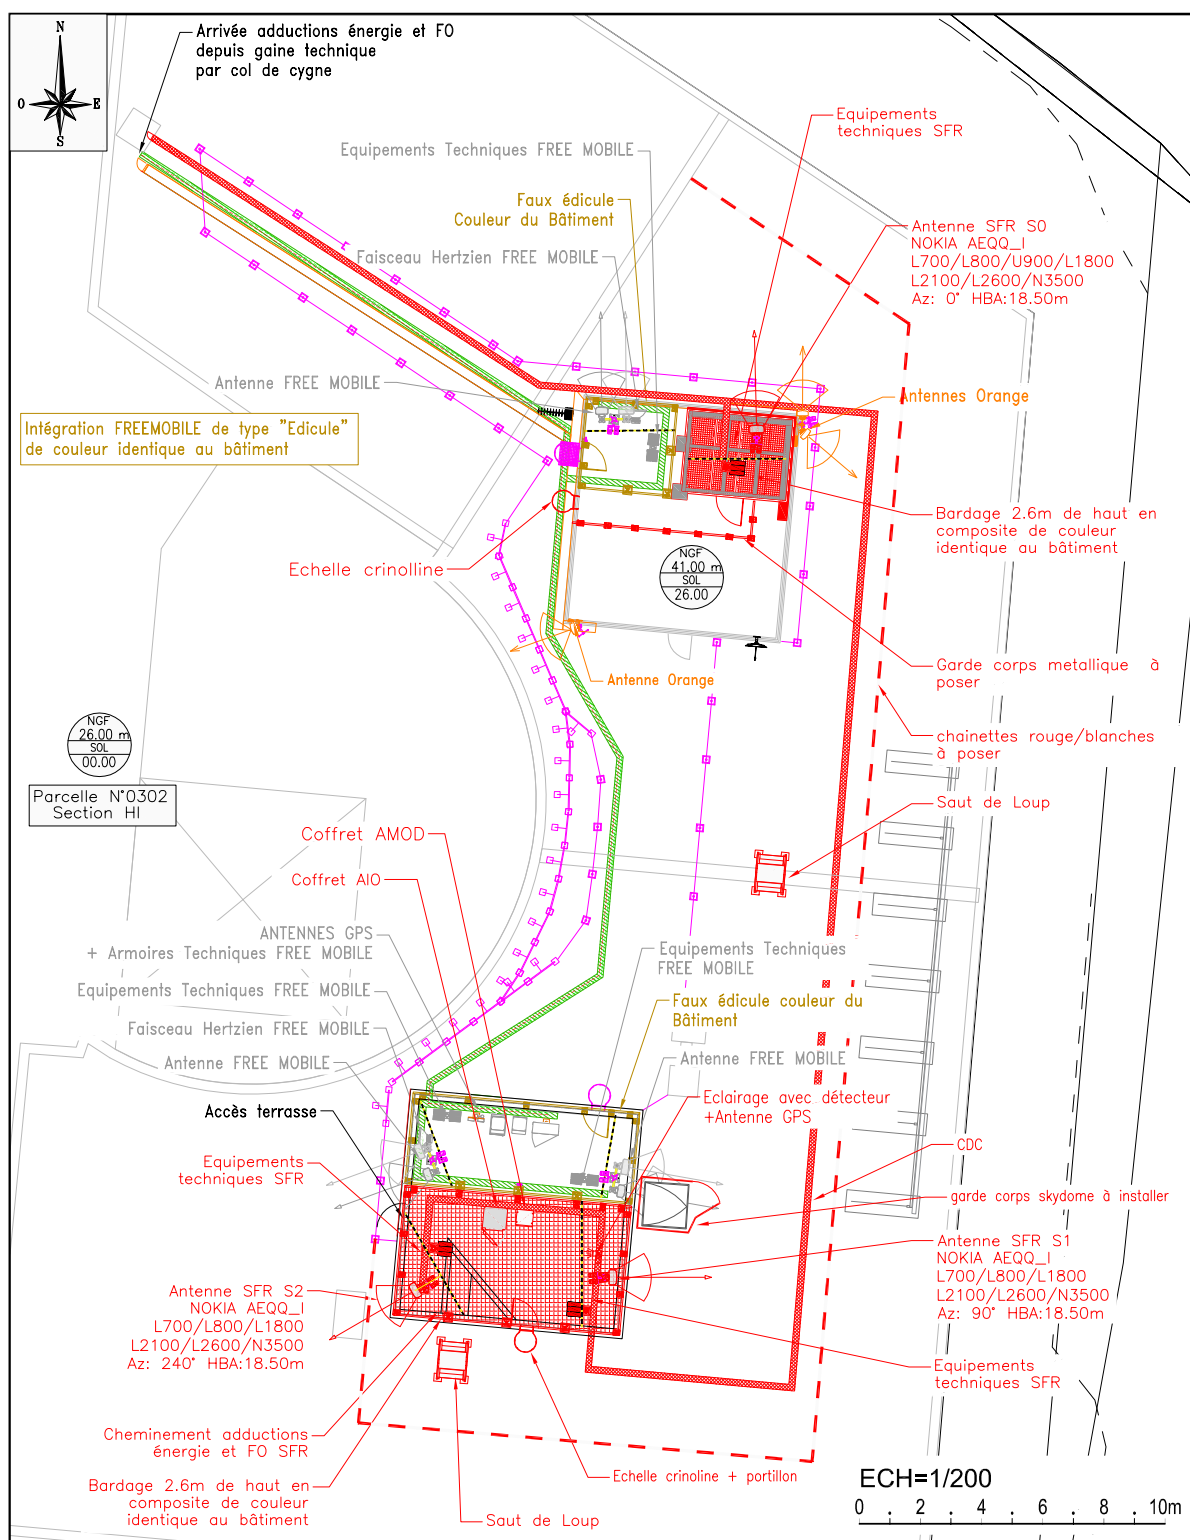 N
O
E
S
Arrivée adductions énergie et FO
depuis gaine technique
par col de cygne
Equipements
techniques SFR
Equipements Techniques FREE MOBILE
Faux édicule
Couleur du Bâtiment
Antenne SFR S0
NOKIA AEQQ_I
L700/L800/U900/L1800
L2100/L2600/N3500
Az: 0° HBA:18.50m
Faisceau Hertzien FREE MOBILE
Antenne FREE MOBILE
Antennes Orange
Intégration FREEMOBILE de type "Edicule"
de couleur identique au bâtiment
Bardage 2.6m de haut en
composite de couleur
identique au bâtiment
Echelle crinolline
NGF
41.00 m
SOL
26.00
Garde corps metallique à
poser
Antenne Orange
NGF
26.00 m
SOL
00.00
chainettes rouge/blanches
à poser
Parcelle N°0302
Section HI
Saut de Loup
Coffret AMOD
Coffret AIO
ANTENNES GPS
+ Armoires Techniques FREE MOBILE
Equipements Techniques
FREE MOBILE
Equipements Techniques FREE MOBILE
Faux édicule couleur du
Bâtiment
Faisceau Hertzien FREE MOBILE
Antenne FREE MOBILE
Antenne FREE MOBILE
Eclairage avec détecteur
+Antenne GPS
Accès terrasse
CDC
Equipements
techniques SFR
garde corps skydome à installer
Antenne SFR S1
NOKIA AEQQ_I
L700/L800/L1800
L2100/L2600/N3500
Az: 90° HBA:18.50m
Antenne SFR S2
NOKIA AEQQ_I
L700/L800/L1800
L2100/L2600/N3500
Az: 240° HBA:18.50m
Equipements
techniques SFR
Cheminement adductions
énergie et FO SFR
Echelle crinoline + portillon
Bardage 2.6m de haut en
composite de couleur
identique au bâtiment
Saut de Loup
ECH=1/200
0 2 4 6 8 10m